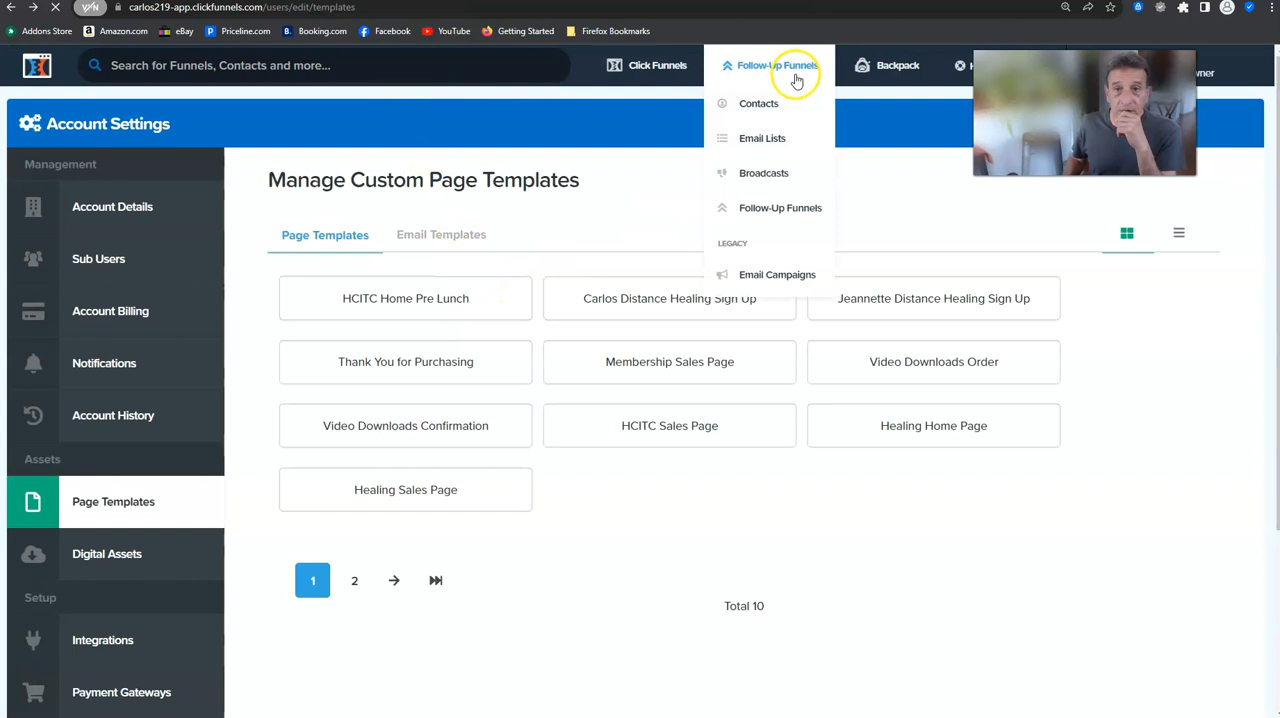 VPN carlos219-app.clickfunnels.com/users/edit/templates
Addons Store Amazon.com eBay Priceline.com Booking.com Facebook YouTube Getting Started Firefox Bookmarks
Search for Funnels, Contacts and more...
Click Funnels
Follow-Up Funnels
Backpack
Account Settings
Contacts
Email Lists
Broadcasts
Follow-Up Funnels
LEGACY
Email Campaigns
Management
Account Details
Sub Users
Account Billing
Notifications
Account History
Assets
Page Templates
Digital Assets
Setup
Integrations
Payment Gateways
Manage Custom Page Templates
Page Templates Email Templates
HCITC Home Pre Lunch Carlos Distance Healing Sign Up Jeannette Distance Healing Sign Up
Thank You for Purchasing Membership Sales Page Video Downloads Order
Video Downloads Confirmation HCITC Sales Page Healing Home Page
Healing Sales Page
1 2
Total 10